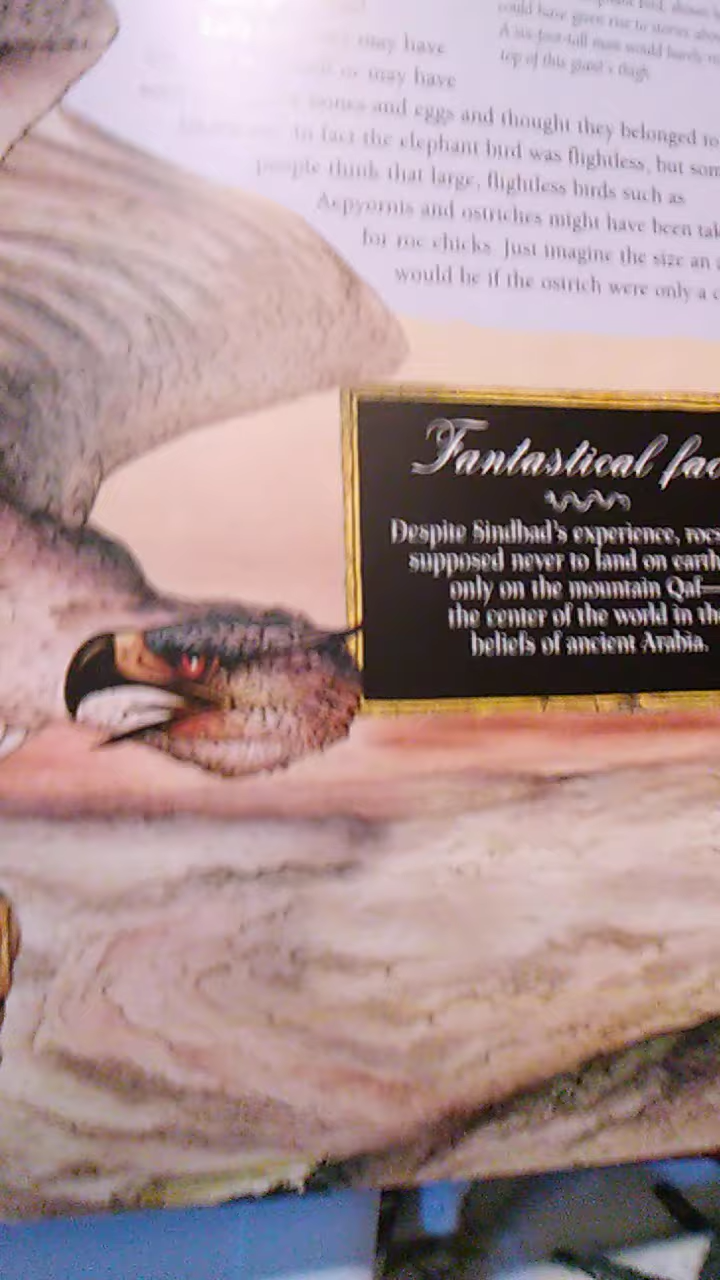 could have given rise to stories abo
A six-foot-tall man would barely re
top of this giant's thigh.
may have
or may have
bones and eggs and thought they belonged to
In fact the elephant bird was flightless, but som
people think that large, flightless birds such as
Aepyornis and ostriches might have been tak
for roc chicks. Just imagine the size an a
would be if the ostrich were only a c
Fantastical fac
Despite Sindbad's experience, rocs
supposed never to land on earth
only on the mountain Qaf—
the center of the world in the
beliefs of ancient Arabia.